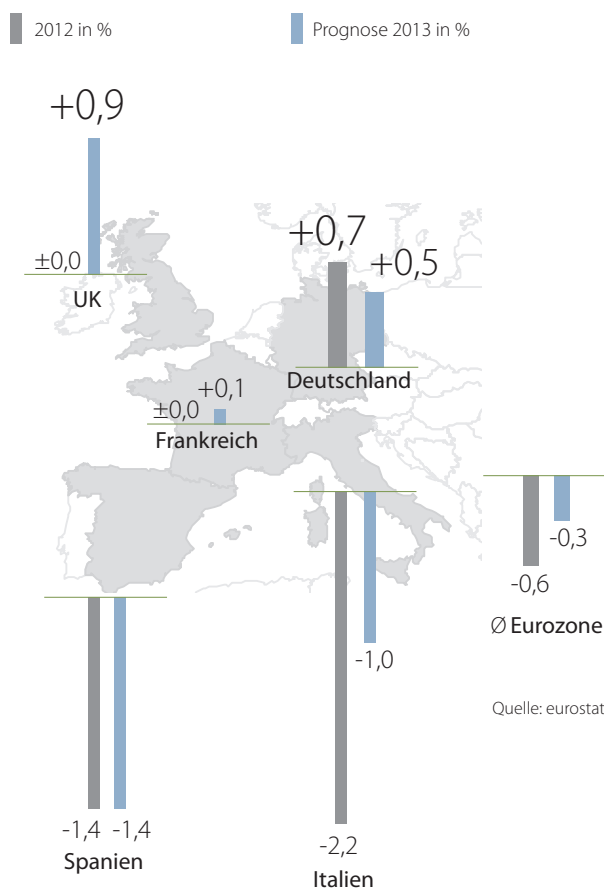 2012 in %
Prognose 2013 in %
+0,9
±0,0
UK
+0,7
+0,5
Deutschland
+0,1
±0,0
Frankreich
-0,3
-0,6
Ø Eurozone
-1,0
Quelle: eurostat
-1,4 -1,4
Spanien
-2,2
Italien